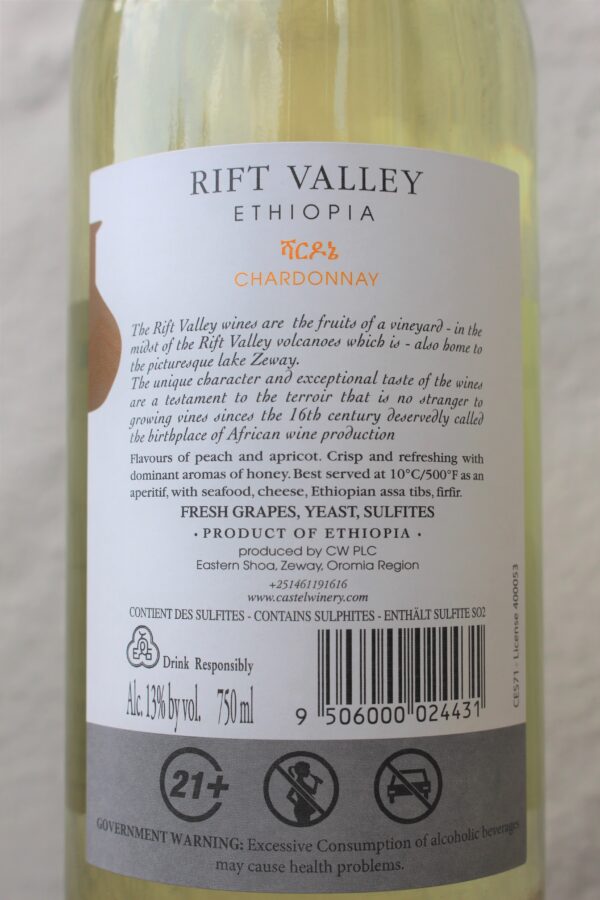 RIFT VALLEY
ETHIOPIA
ሻርዶኔ
CHARDONNAY
The Rift Valley wines are the fruits of a vineyard - in the
midst of the Rift Valley volcanoes which is - also home to
the picturesque lake Zeway.
The unique character and exceptional taste of the wines
are a testament to the terroir that is no stranger to
growing vines sinces the 16th century deservedly called
the birthplace of African wine production
Flavours of peach and apricot. Crisp and refreshing with
dominant aromas of honey. Best served at 10°C/500°F as an
aperitif, with seafood, cheese, Ethiopian assa tibs, firfir.
FRESH GRAPES, YEAST, SULFITES
· PRODUCT OF ETHIOPIA ·
produced by CW PLC
Eastern Shoa, Zeway, Oromia Region
+251461191616
www.castelwinery.com
CONTIENT DES SULFITES - CONTAINS SULPHITES - ENTHÄLT SULFITE SO2
Drink Responsibly
Alc. 13% by vol. 750 ml
9 506000 024431
CES71 - License 400053
21+
GOVERNMENT WARNING: Excessive Consumption of alcoholic beverages
may cause health problems.